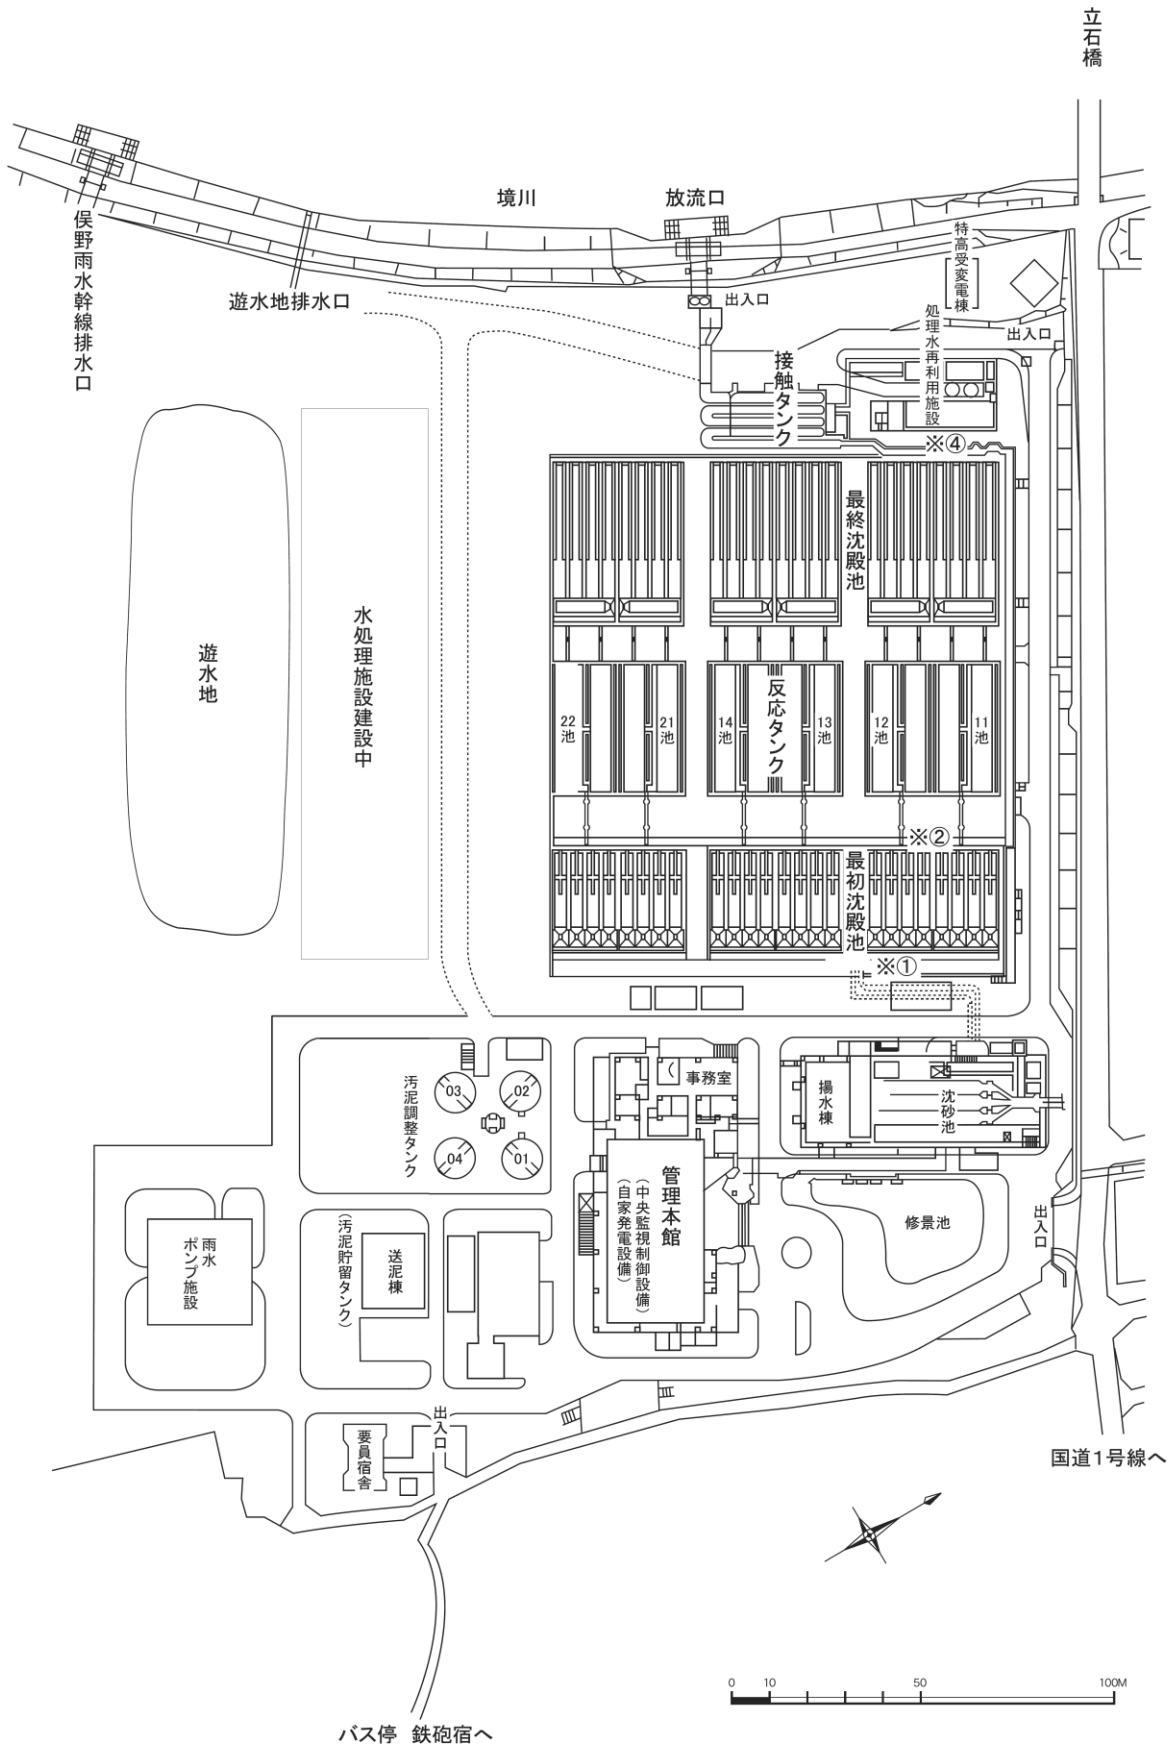 立石橋
境川
放流口
俣野雨水幹線排水口
遊水地排水口
出入口
特高受変電棟
処理水再利用施設
出入口
接触タンク
※④
最終沈殿池
遊水地
水処理施設建設中
反応タンク
22池
21池
14池
13池
12池
11池
※②
最初沈殿池
※①
汚泥調整タンク
03
02
04
01
事務室
揚水棟
沈砂池
管理本館
(中央監視制御設備)
(自家発電設備)
修景池
出入口
雨水
ポンプ施設
(汚泥貯留タンク)
送泥棟
出入口
要員宿舎
国道1号線へ
0 10 50 100M
バス停 鉄砲宿へ